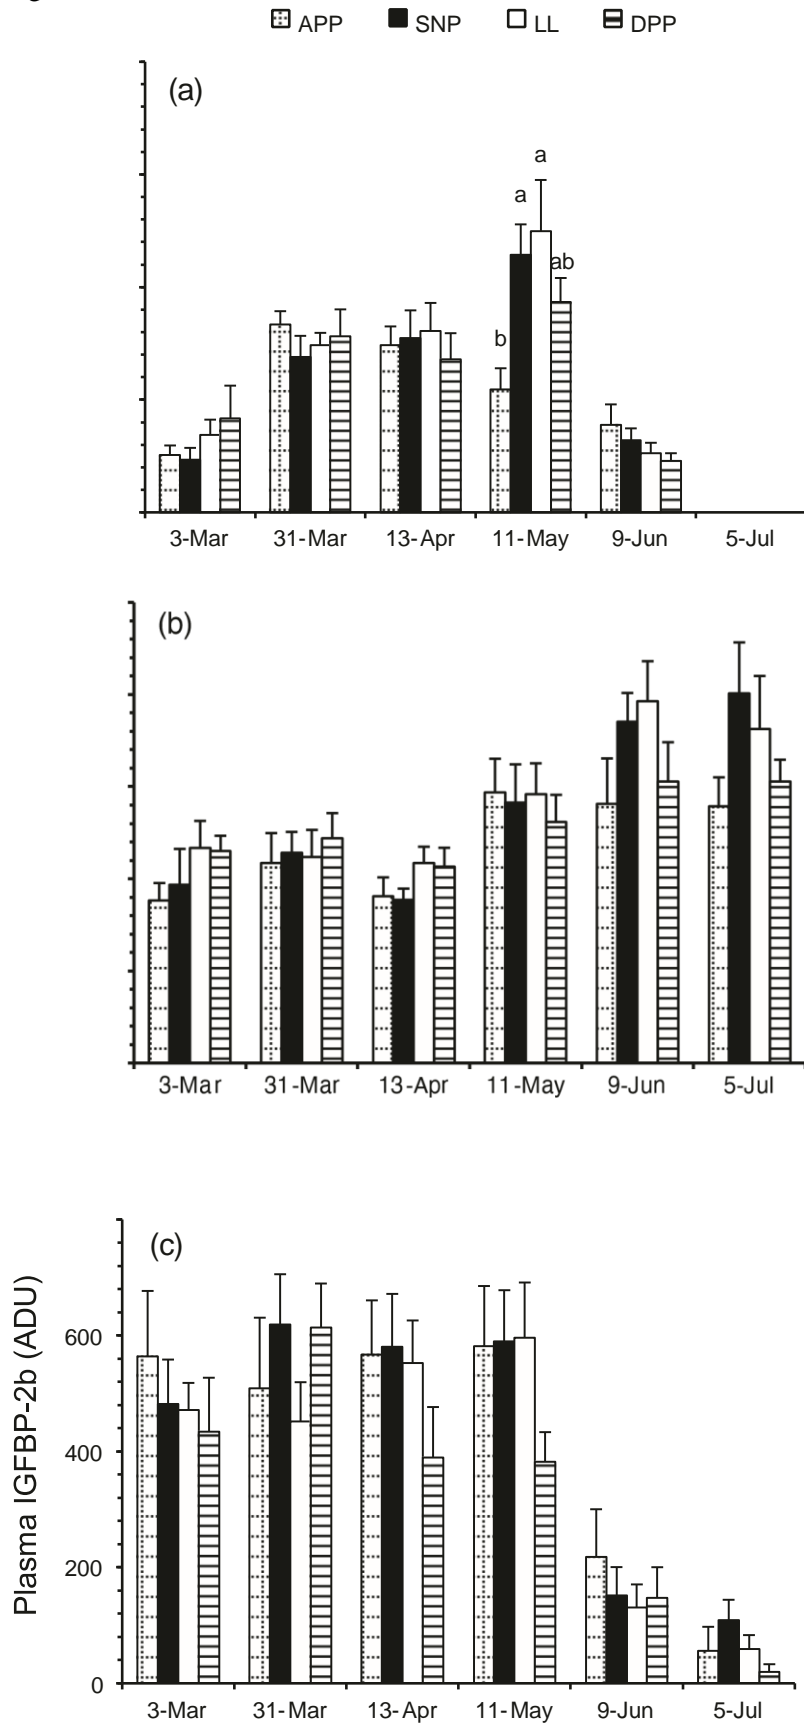 APP SNP LL DPP
(a)
a
a
ab
b
3-Mar 31-Mar 13-Apr 11-May 9-Jun 5-Jul
(b)
3-Mar 31-Mar 13-Apr 11-May 9-Jun 5-Jul
(c)
Plasma IGFBP-2b (ADU)
600
400
200
0
3-Mar 31-Mar 13-Apr 11-May 9-Jun 5-Jul